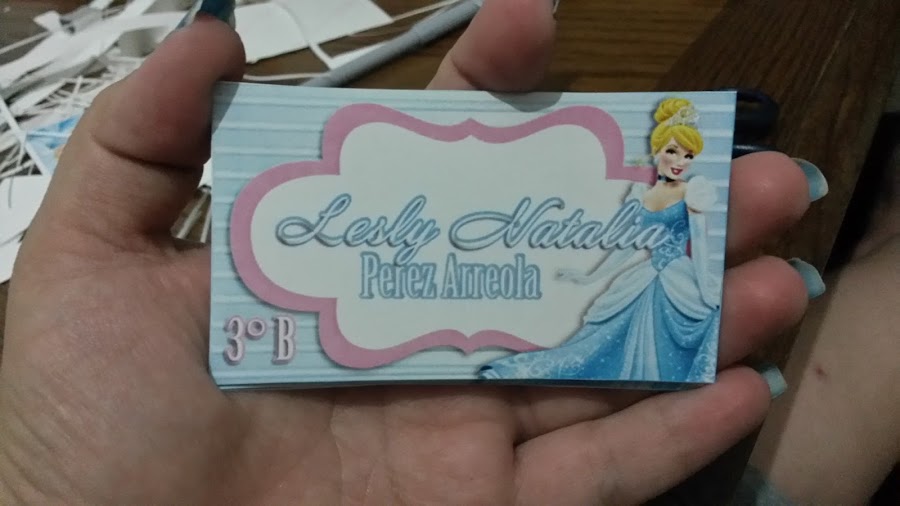 Lesly Natalia
Perez Arreola
3° B